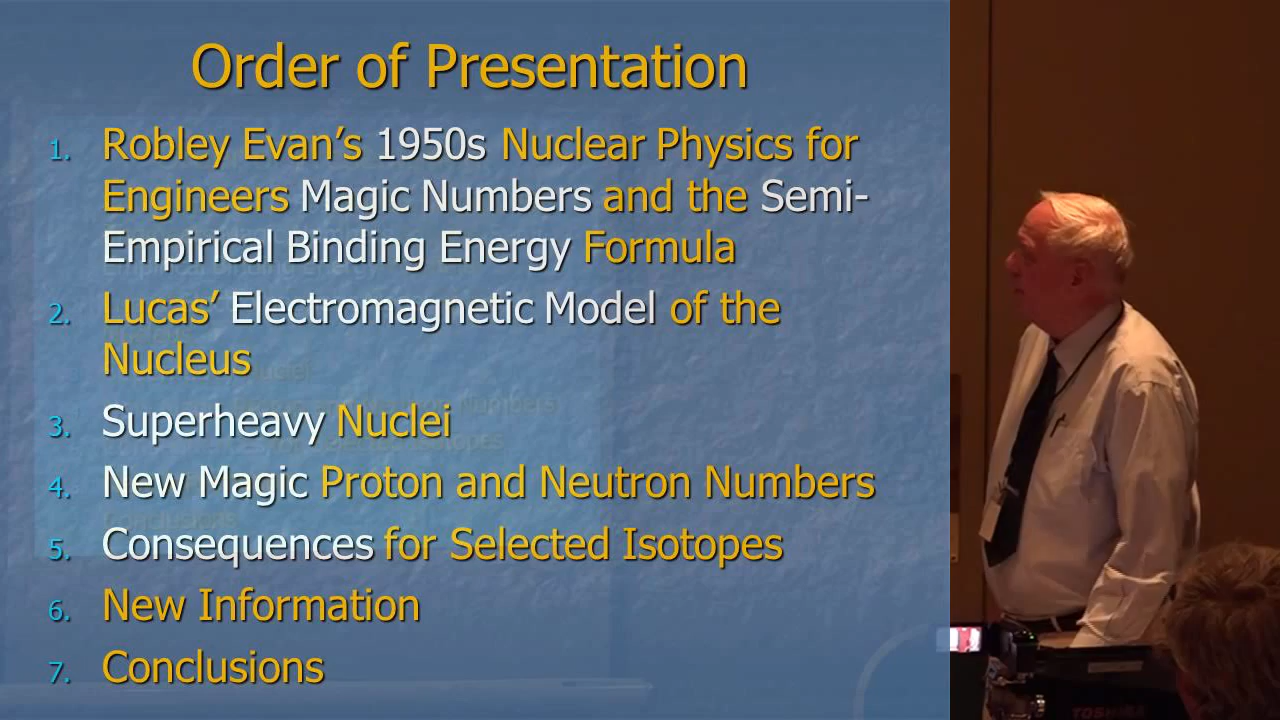 Order of Presentation
1. Robley Evan's 1950s Nuclear Physics for
Engineers Magic Numbers and the Semi-
Empirical Binding Energy Formula
2. Lucas' Electromagnetic Model of the
Nucleus
3. Superheavy Nuclei
4. New Magic Proton and Neutron Numbers
5. Consequences for Selected Isotopes
6. New Information
7. Conclusions
TOSHIBA